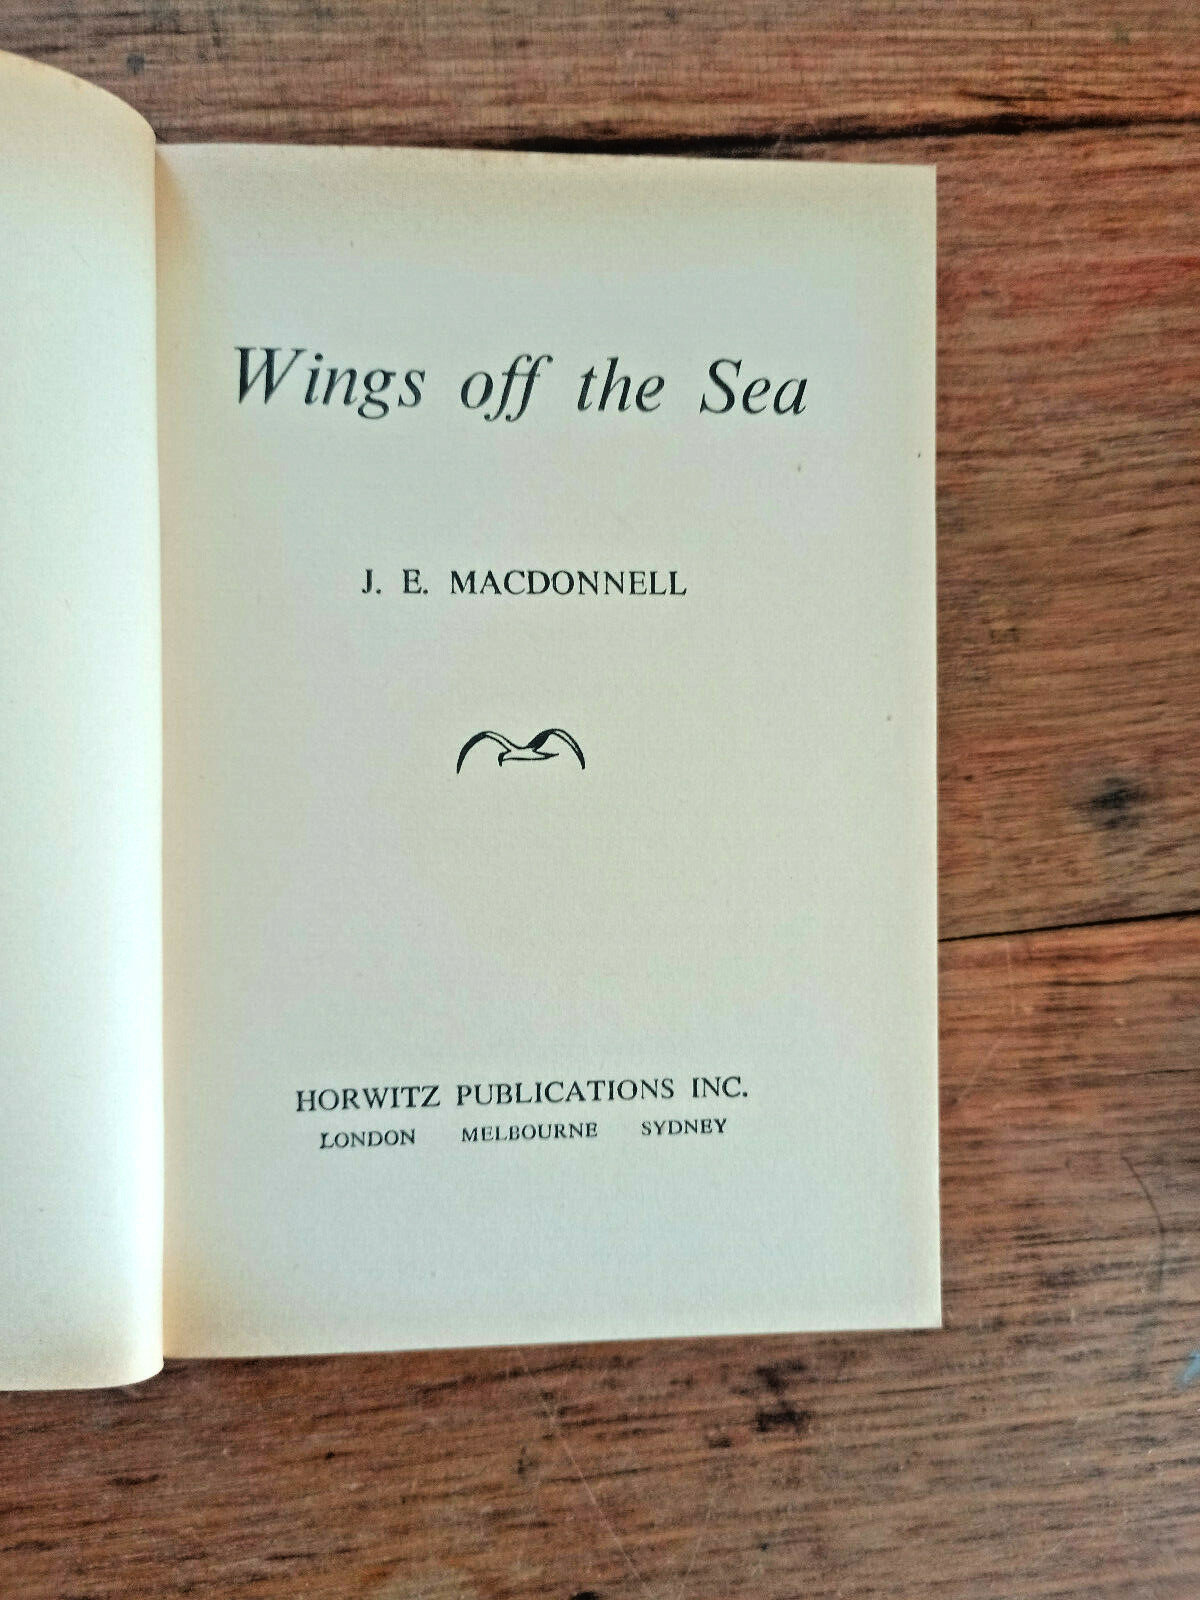 Wings off the Sea
J. E. MACDONNELL
HORWITZ PUBLICATIONS INC.
LONDON MELBOURNE SYDNEY